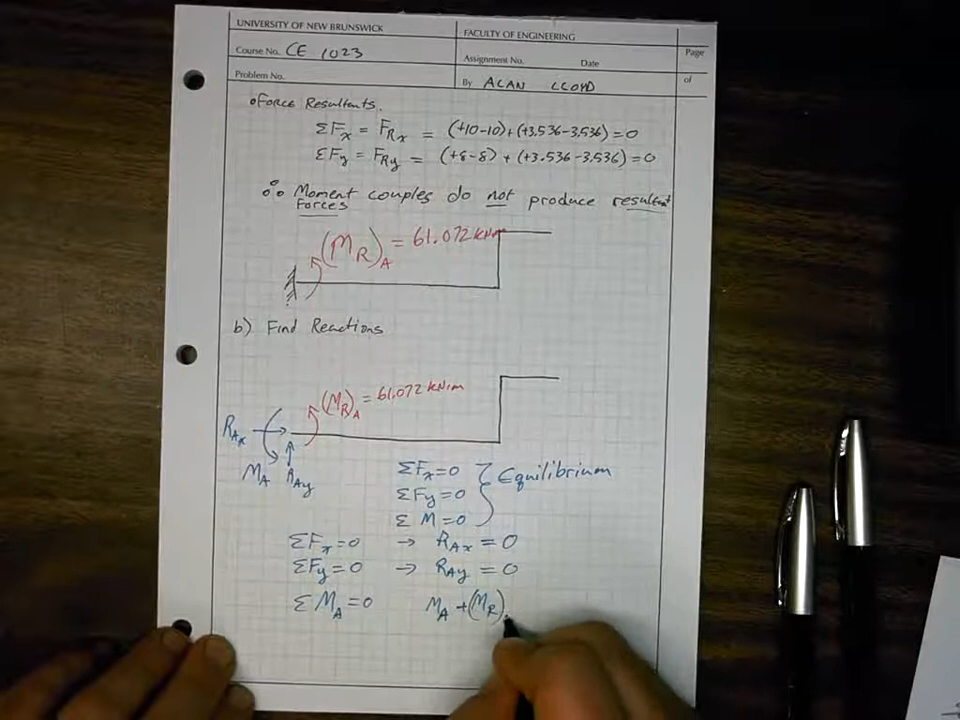 UNIVERSITY OF NEW BRUNSWICK
FACULTY OF ENGINEERING
Page
Course No. CE 1023
Assignment No. Date
of
Problem No.
By ALAN LLOYD
• Force Resultants.
ΣFx = FRx = (+10-10)+(+3.536-3.536)=0
ΣFy = FRy = (+8-8) + (+3.536-3.536)=0
∴ Moment couples do not produce resultant
Forces
(MR)A = 61.072 kNm
b) Find Reactions
(MR)A = 61.072 kNm
RAx
MA RAy
ΣFx=0
ΣFy=0
ΣM=0
Equilibrium
ΣFx=0 → RAx=0
ΣFy=0 → RAy=0
ΣMA=0 MA+(MR)